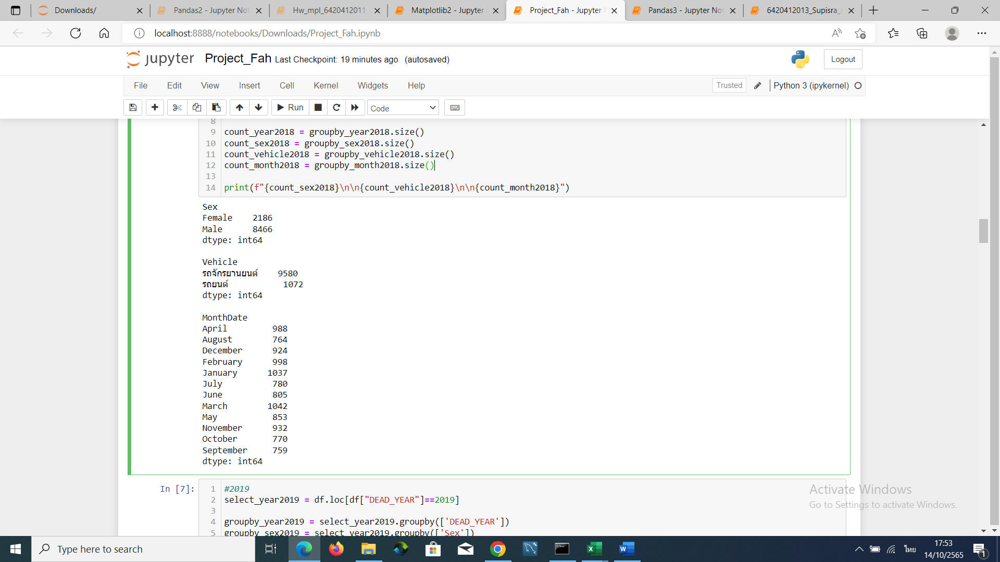 Downloads/
Pandas2 - Jupyter Not
Hw_mpl_6420412011
Matplotlib2 - Jupyter
Project_Fah - Jupyter
Pandas3 - Jupyter Not
6420412013_Supisra_
localhost:8888/notebooks/Downloads/Project_Fah.ipynb
jupyter Project_Fah Last Checkpoint: 19 minutes ago (autosaved)
Logout
File Edit View Insert Cell Kernel Widgets Help
Trusted
Python 3 (ipykernel)
Run
Code
8
9 count_year2018 = groupby_year2018.size()
10 count_sex2018 = groupby_sex2018.size()
11 count_vehicle2018 = groupby_vehicle2018.size()
12 count_month2018 = groupby_month2018.size()
13
14 print(f"{count_sex2018}\n\n{count_vehicle2018}\n\n{count_month2018}")
Sex
Female 2186
Male 8466
dtype: int64
Vehicle
รถจักรยานยนต์ 9580
รถยนต์ 1072
dtype: int64
MonthDate
April 988
August 764
December 924
February 998
January 1037
July 780
June 805
March 1042
May 853
November 932
October 770
September 759
dtype: int64
In [7]:
1 #2019
2 select_year2019 = df.loc[df["DEAD_YEAR"]==2019]
3
4 groupby_year2019 = select_year2019.groupby(['DEAD_YEAR'])
5 groupby_sex2019 = select_year2019.groupby(['Sex'])
Activate Windows
Go to Settings to activate Windows.
Type here to search
ไทย
17:53
14/10/2565
1